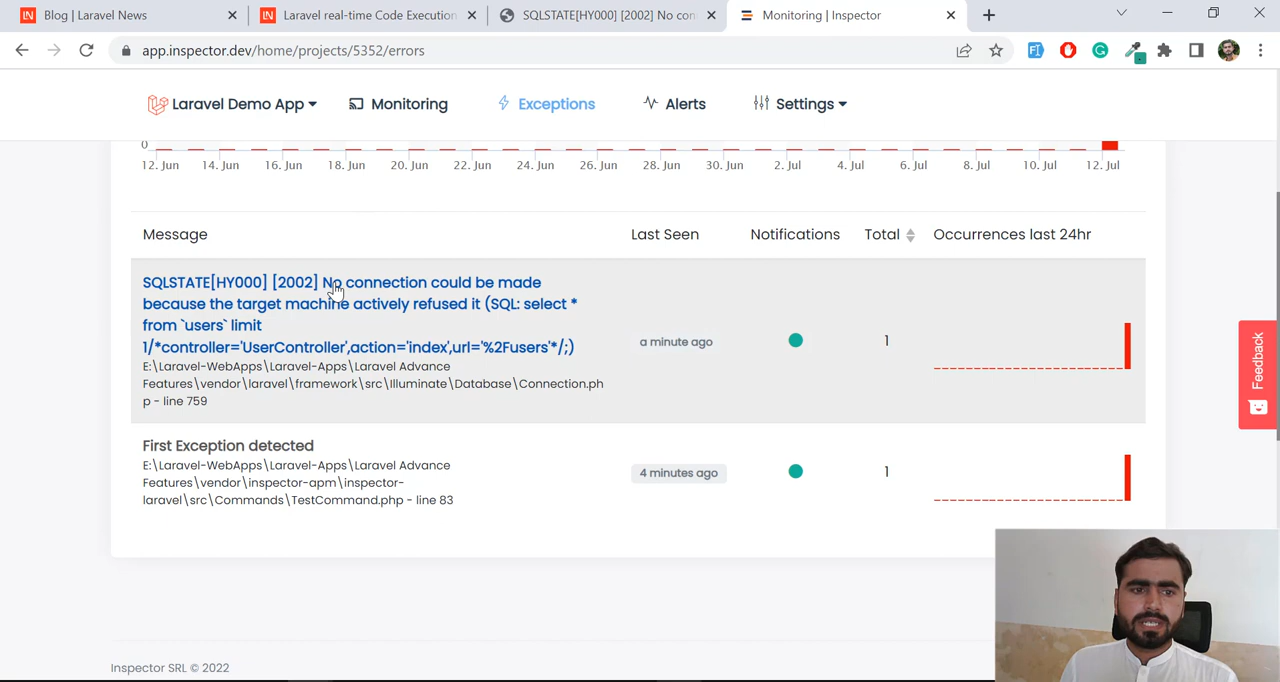 Blog | Laravel News
Laravel real-time Code Execution
SQLSTATE[HY000] [2002] No con
Monitoring | Inspector
app.inspector.dev/home/projects/5352/errors
Laravel Demo App
Monitoring
Exceptions
Alerts
Settings
0
12. Jun 14. Jun 16. Jun 18. Jun 20. Jun 22. Jun 24. Jun 26. Jun 28. Jun 30. Jun 2. Jul 4. Jul 6. Jul 8. Jul 10. Jul 12. Jul
Message Last Seen Notifications Total Occurrences last 24hr
SQLSTATE[HY000] [2002] No connection could be made
because the target machine actively refused it (SQL: select *
from `users` limit
1/*controller='UserController',action='index',url='%2Fusers'*/;)
E:\Laravel-WebApps\Laravel-Apps\Laravel Advance
Features\vendor\laravel\framework\src\Illuminate\Database\Connection.ph
p - line 759
a minute ago
1
First Exception detected
E:\Laravel-WebApps\Laravel-Apps\Laravel Advance
Features\vendor\inspector-apm\inspector-
laravel\src\Commands\TestCommand.php - line 83
4 minutes ago
1
Feedback
Inspector SRL © 2022